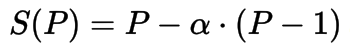 S(P) = P − α · (P − 1)